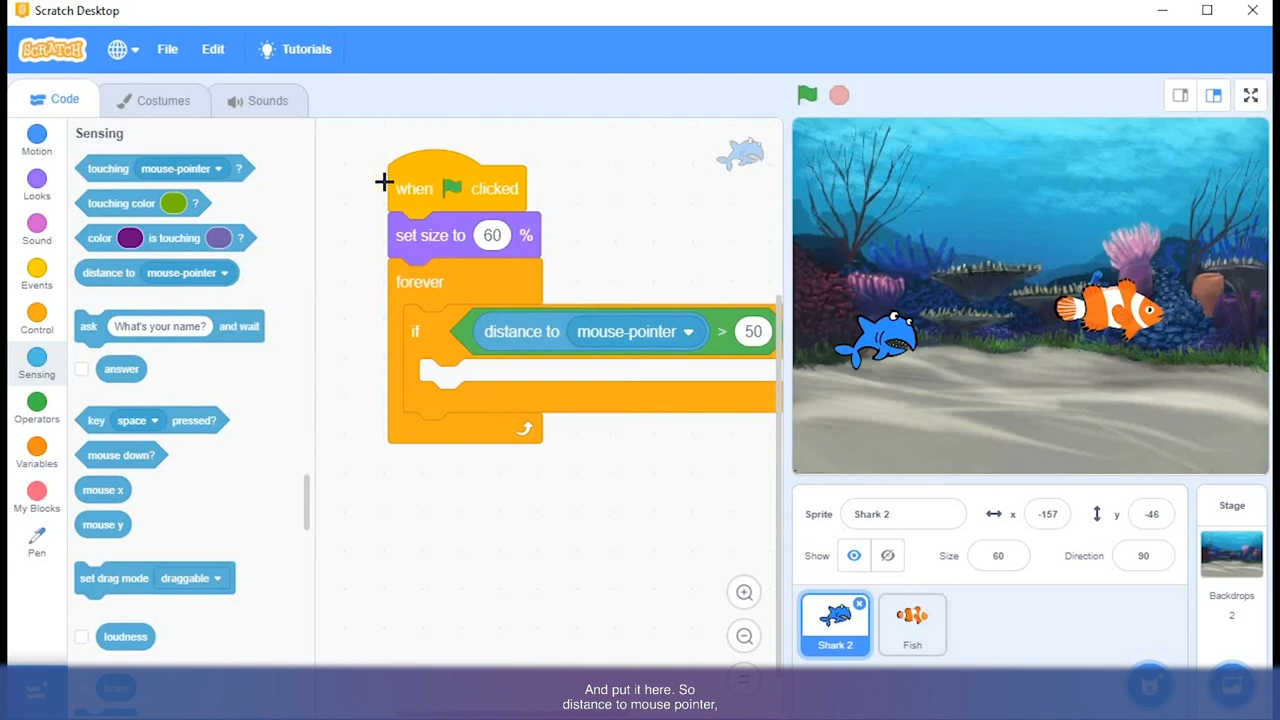 Scratch Desktop
SCRATCH File Edit Tutorials
Code Costumes Sounds
Motion
Looks
Sound
Events
Control
Sensing
Operators
Variables
My Blocks
Pen
Sensing
touching mouse-pointer ?
touching color ?
color is touching ?
distance to mouse-pointer
ask What's your name? and wait
answer
key space pressed?
mouse down?
mouse x
mouse y
set drag mode draggable
loudness
timer
when clicked
set size to 60 %
forever
if distance to mouse-pointer > 50
Sprite Shark 2 x -157 y -46
Show Size 60 Direction 90
Shark 2
Fish
Stage
Backdrops
2
And put it here. So
distance to mouse pointer,